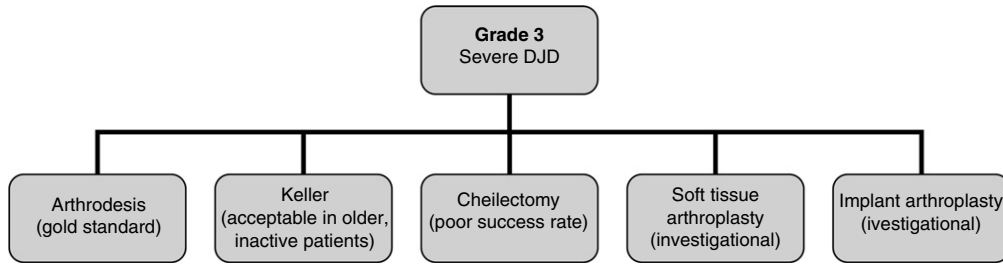 Grade 3
Severe DJD
Arthrodesis
(gold standard)
Keller
(acceptable in older,
inactive patients)
Cheilectomy
(poor success rate)
Soft tissue
arthroplasty
(investigational)
Implant arthroplasty
(ivestigational)